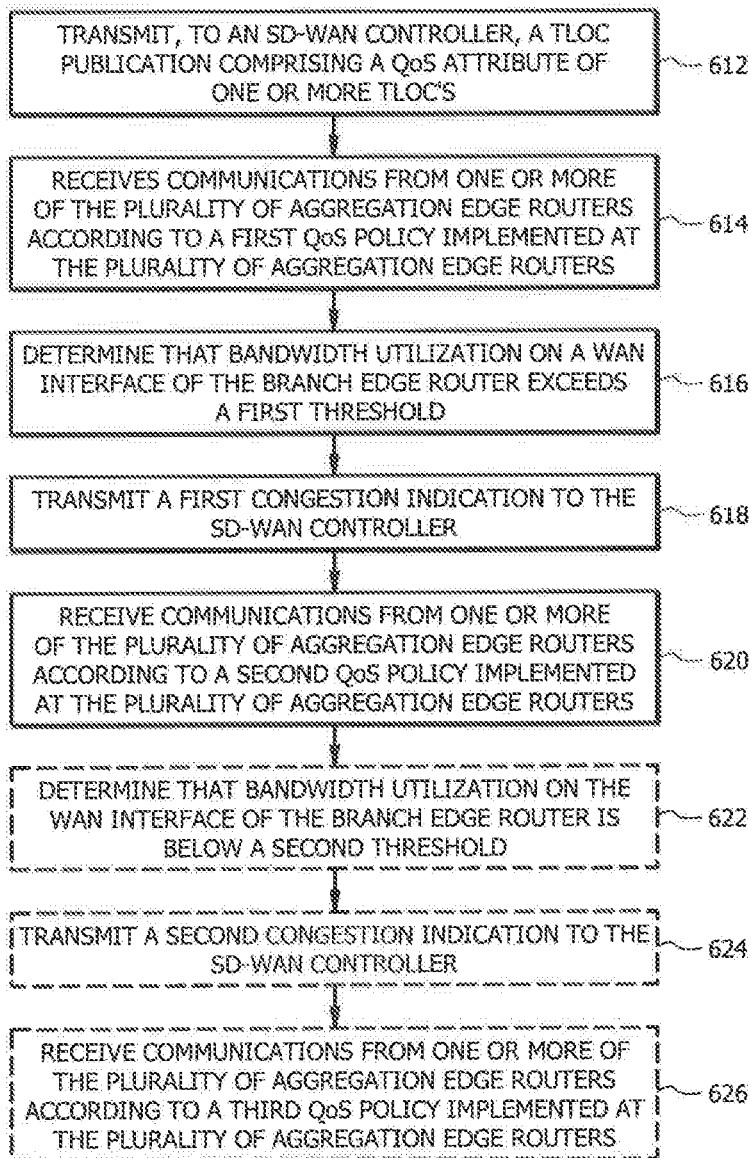 TRANSMIT, TO AN SD-WAN CONTROLLER, A TLOC
PUBLICATION COMPRISING A QoS ATTRIBUTE OF
ONE OR MORE TLOC'S
612
RECEIVES COMMUNICATIONS FROM ONE OR MORE
OF THE PLURALITY OF AGGREGATION EDGE ROUTERS
ACCORDING TO A FIRST QoS POLICY IMPLEMENTED AT
THE PLURALITY OF AGGREGATION EDGE ROUTERS
614
DETERMINE THAT BANDWIDTH UTILIZATION ON A WAN
INTERFACE OF THE BRANCH EDGE ROUTER EXCEEDS
A FIRST THRESHOLD
616
TRANSMIT A FIRST CONGESTION INDICATION TO THE
SD-WAN CONTROLLER
618
RECEIVE COMMUNICATIONS FROM ONE OR MORE
OF THE PLURALITY OF AGGREGATION EDGE ROUTERS
ACCORDING TO A SECOND QoS POLICY IMPLEMENTED
AT THE PLURALITY OF AGGREGATION EDGE ROUTERS
620
DETERMINE THAT BANDWIDTH UTILIZATION ON THE
WAN INTERFACE OF THE BRANCH EDGE ROUTER IS
BELOW A SECOND THRESHOLD
622
TRANSMIT A SECOND CONGESTION INDICATION TO THE
SD-WAN CONTROLLER
624
RECEIVE COMMUNICATIONS FROM ONE OR MORE OF
THE PLURALITY OF AGGREGATION EDGE ROUTERS
ACCORDING TO A THIRD QoS POLICY IMPLEMENTED AT
THE PLURALITY OF AGGREGATION EDGE ROUTERS
626